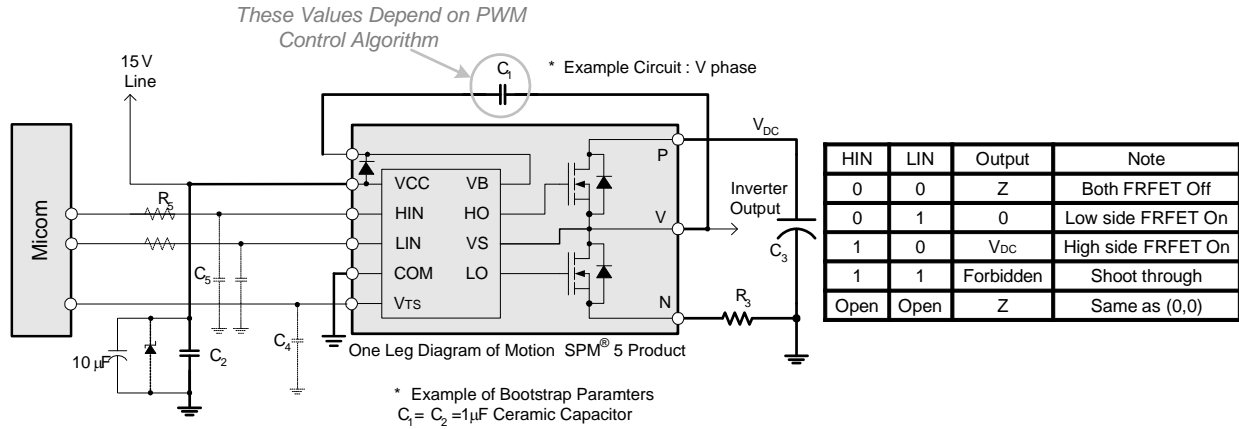 These Values Depend on PWM
Control Algorithm
15 V
Line
C1
* Example Circuit : V phase
VDC
P
Micom
R5
VCC VB
HIN HO
LIN VS
COM LO
VTS
V
Inverter
Output
C3
C5
N
R3
10 μF
C2
C4
One Leg Diagram of Motion SPM® 5 Product
* Example of Bootstrap Paramters
C1 = C2 =1μF Ceramic Capacitor
HIN LIN Output Note
0 0 Z Both FRFET Off
0 1 0 Low side FRFET On
1 0 VDC High side FRFET On
1 1 Forbidden Shoot through
Open Open Z Same as (0,0)